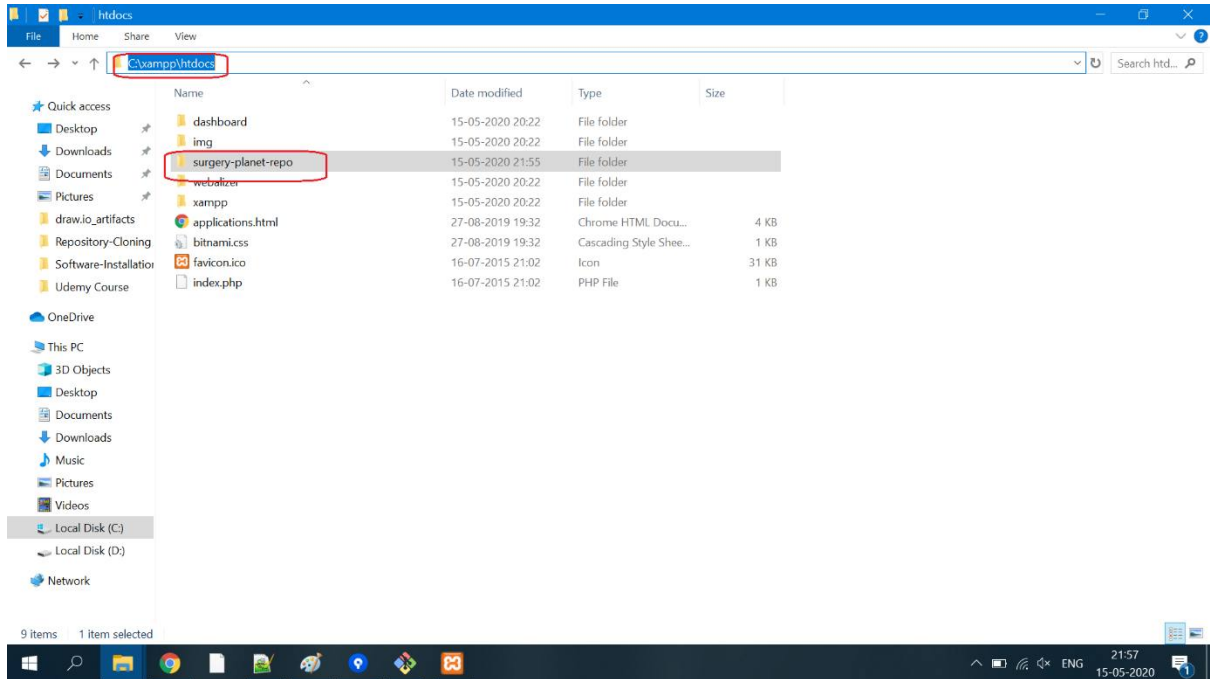 htdocs
File Home Share View
C:\xampp\htdocs
Search htd...
Name Date modified Type Size
Quick access
Desktop
Downloads
Documents
Pictures
draw.io_artifacts
Repository-Cloning
Software-Installation
Udemy Course
OneDrive
This PC
3D Objects
Desktop
Documents
Downloads
Music
Pictures
Videos
Local Disk (C:)
Local Disk (D:)
Network
dashboard 15-05-2020 20:22 File folder
img 15-05-2020 20:22 File folder
surgery-planet-repo 15-05-2020 21:55 File folder
webalizer 15-05-2020 20:22 File folder
xampp 15-05-2020 20:22 File folder
applications.html 27-08-2019 19:32 Chrome HTML Docu... 4 KB
bitnami.css 27-08-2019 19:32 Cascading Style Shee... 1 KB
favicon.ico 16-07-2015 21:02 Icon 31 KB
index.php 16-07-2015 21:02 PHP File 1 KB
9 items 1 item selected
ENG
21:57
15-05-2020
1